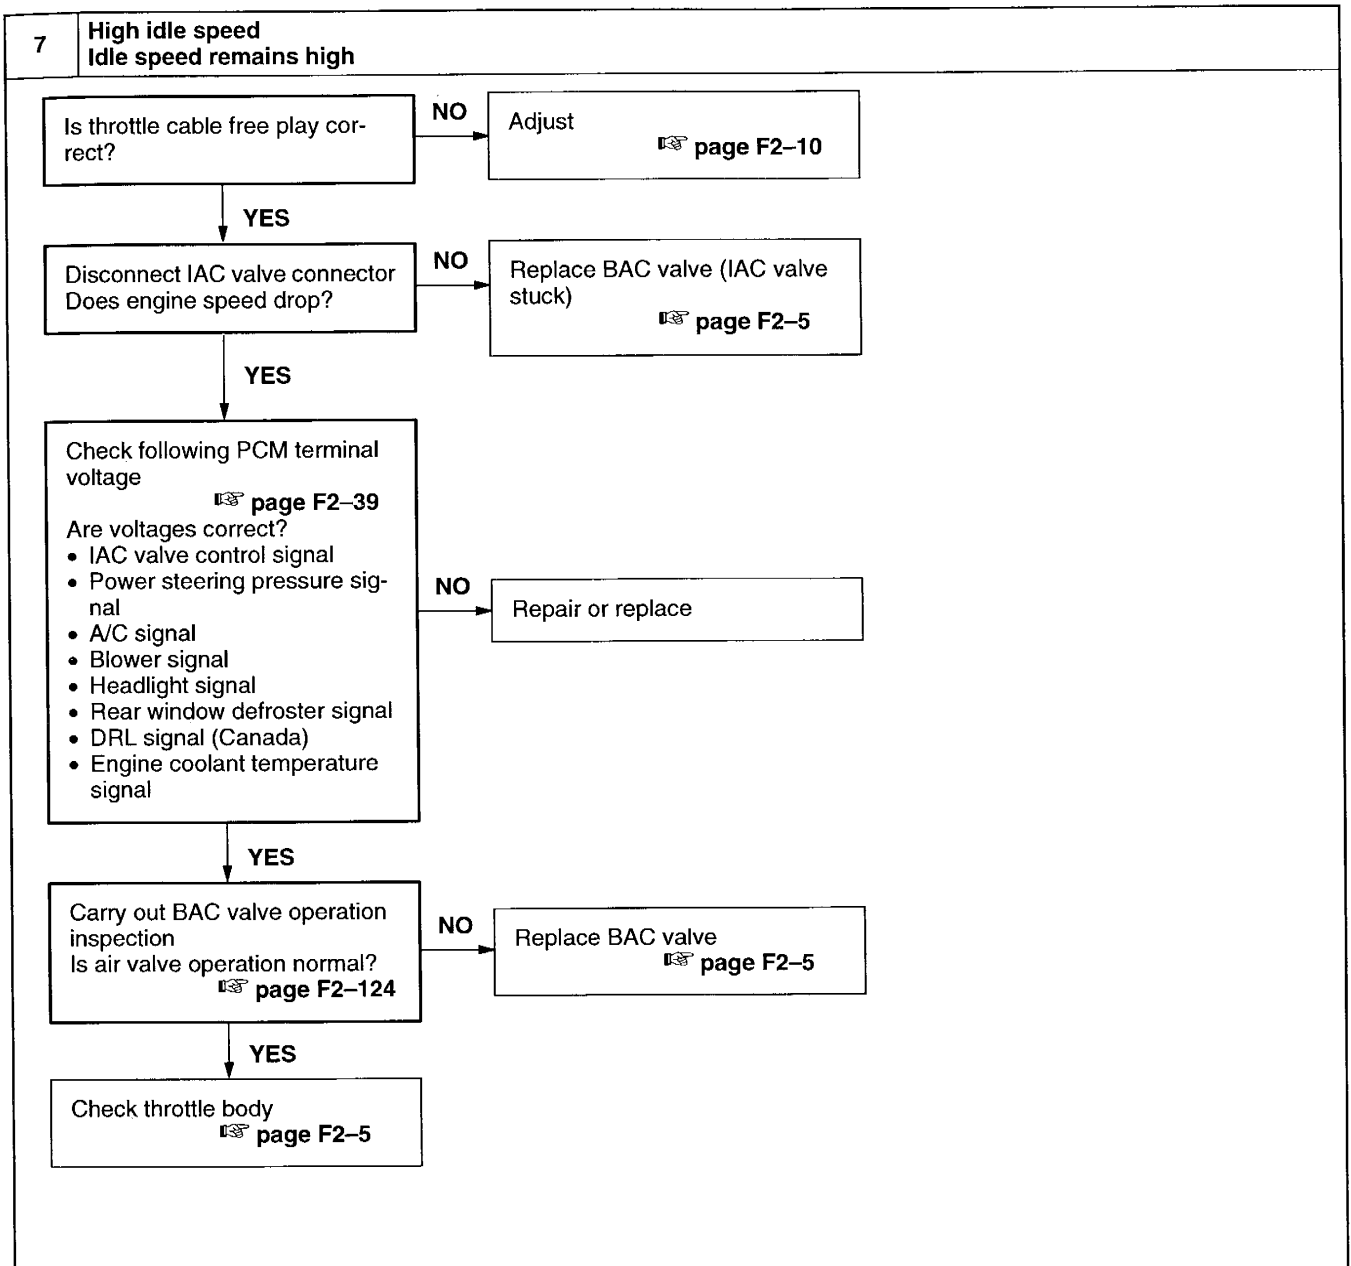 7
High idle speed
Idle speed remains high
Is throttle cable free play cor-
rect?
NO
Adjust
☞ page F2–10
YES
Disconnect IAC valve connector
Does engine speed drop?
NO
Replace BAC valve (IAC valve
stuck)
☞ page F2–5
YES
Check following PCM terminal
voltage
☞ page F2–39
Are voltages correct?
• IAC valve control signal
• Power steering pressure sig-
nal
• A/C signal
• Blower signal
• Headlight signal
• Rear window defroster signal
• DRL signal (Canada)
• Engine coolant temperature
signal
NO
Repair or replace
YES
Carry out BAC valve operation
inspection
Is air valve operation normal?
☞ page F2–124
NO
Replace BAC valve
☞ page F2–5
YES
Check throttle body
☞ page F2–5